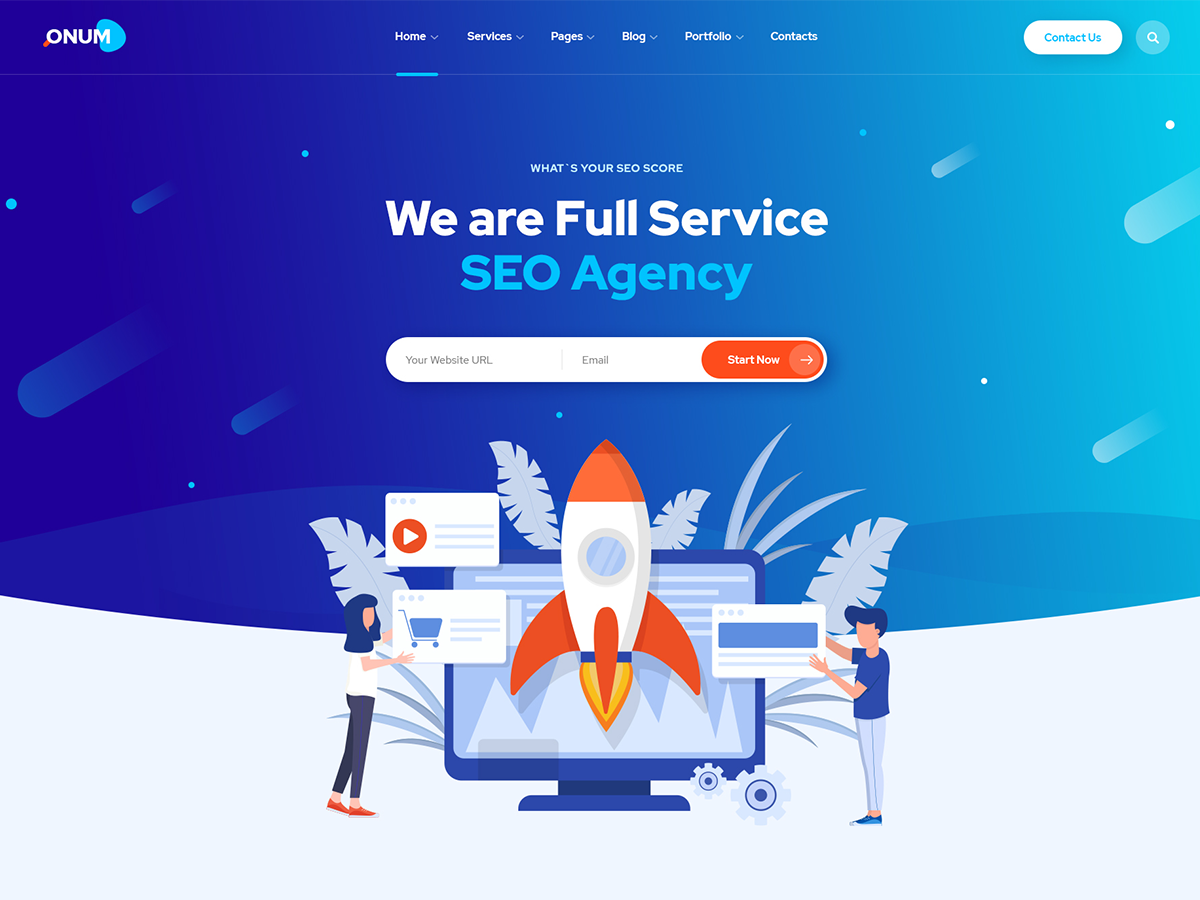 ONUM
Home
Services
Pages
Blog
Portfolio
Contacts
Contact Us
WHAT`S YOUR SEO SCORE
We are Full Service
SEO Agency
Your Website URL
Email
Start Now